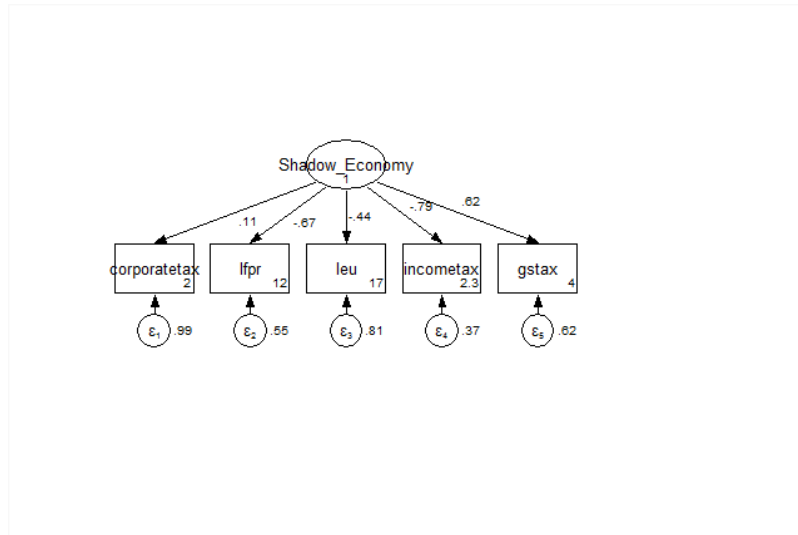 Shadow_Economy
1
.11
-.67
-.44
-.79
.62
corporatetax
2
lfpr
12
leu
17
incometax
2.3
gstax
4
ε1 .99
ε2 .55
ε3 .81
ε4 .37
ε5 .62